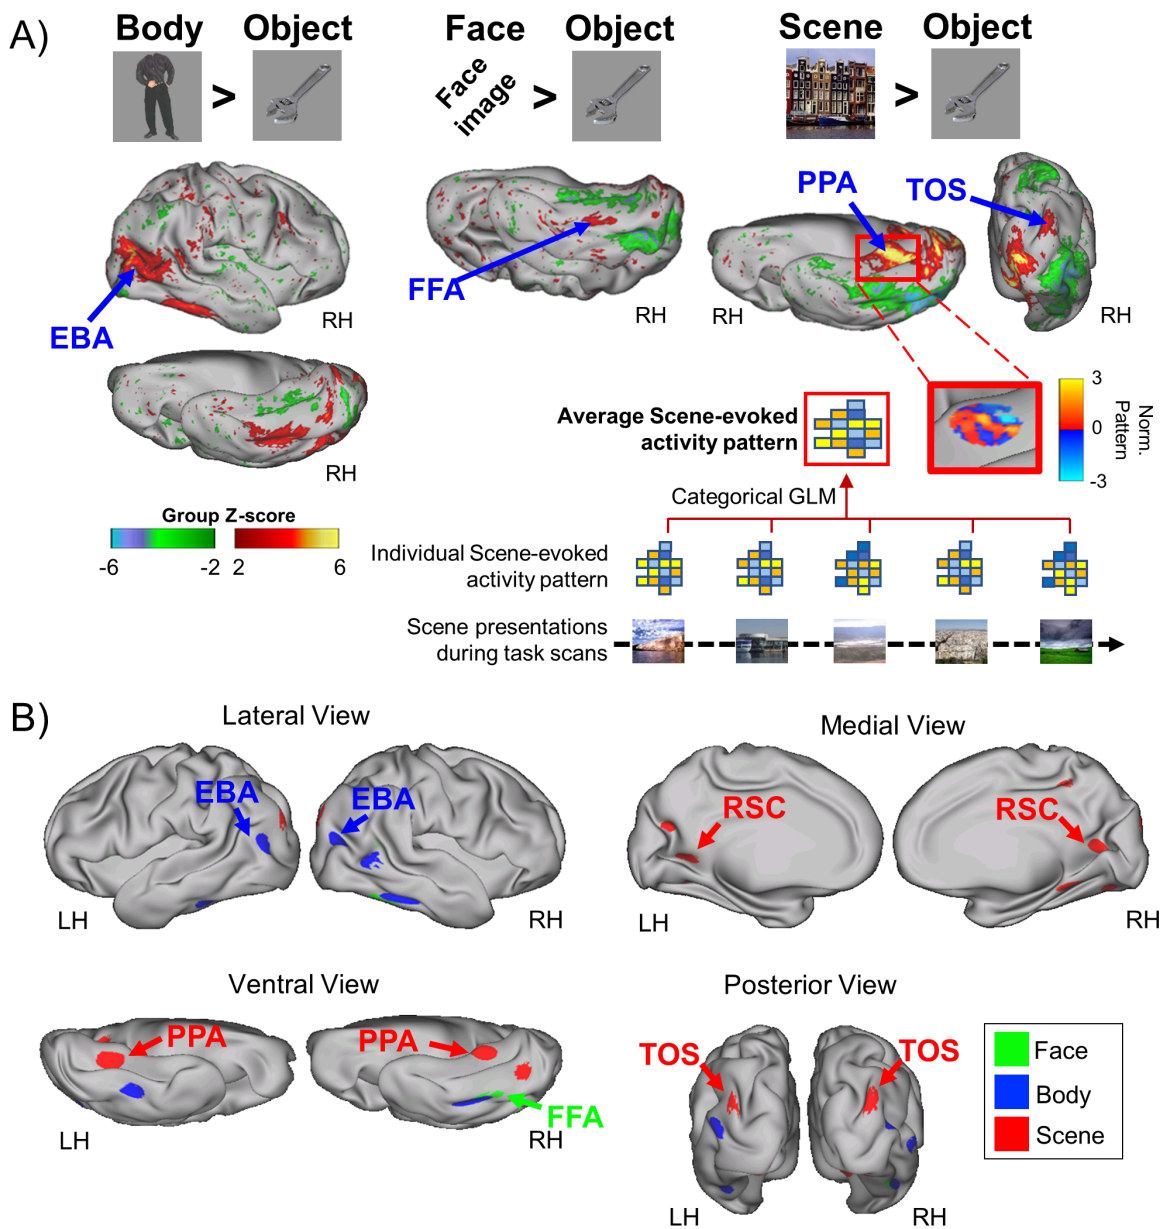 A)
Body Object
>
Face Object
Face
image
>
Scene Object
>
EBA
RH
RH
FFA
RH
PPA
TOS
RH
RH
Group Z-score
-6 -2 2 6
Average Scene-evoked
activity pattern
3
0
-3
Norm.
Pattern
Categorical GLM
Individual Scene-evoked
activity pattern
Scene presentations
during task scans
B)
Lateral View
EBA
EBA
LH
RH
Medial View
RSC
RSC
LH
RH
Ventral View
PPA
PPA
FFA
LH
RH
Posterior View
TOS
TOS
LH
RH
Face
Body
Scene